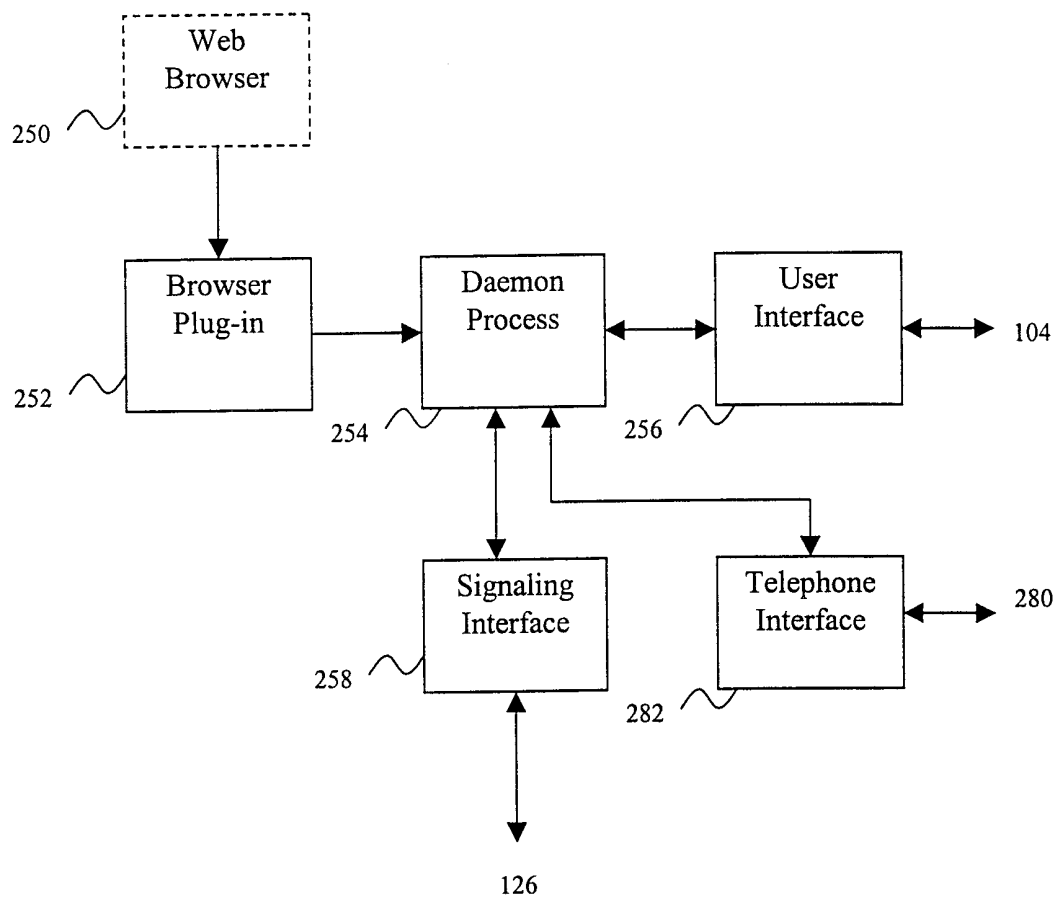 Web
Browser
250
Browser
Plug-in
252
Daemon
Process
254
User
Interface
256
104
Signaling
Interface
258
Telephone
Interface
282
280
126